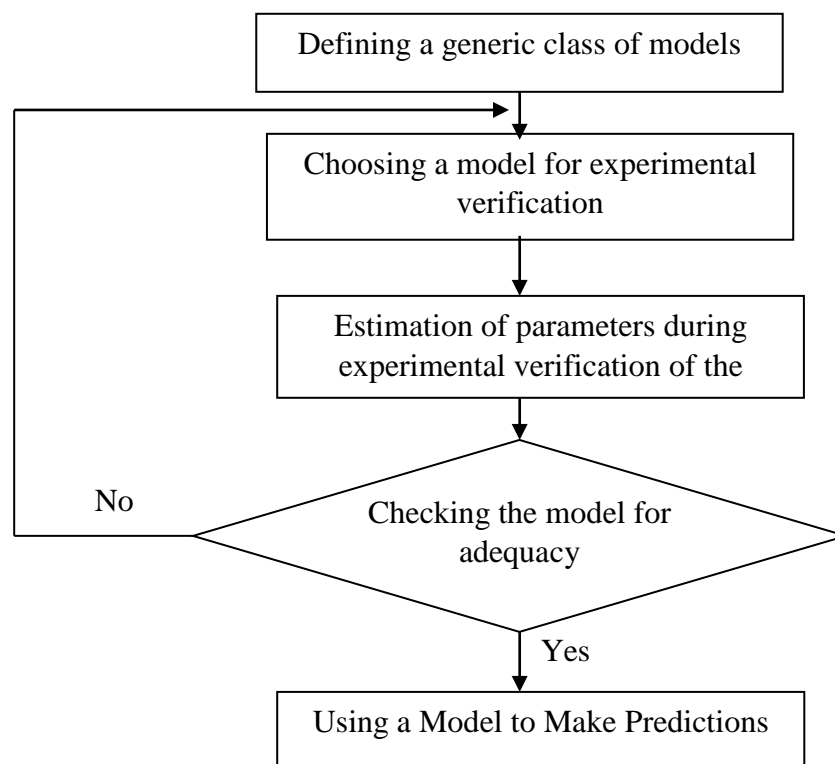 Defining a generic class of models
Choosing a model for experimental
verification
Estimation of parameters during
experimental verification of the
No
Checking the model for
adequacy
Yes
Using a Model to Make Predictions